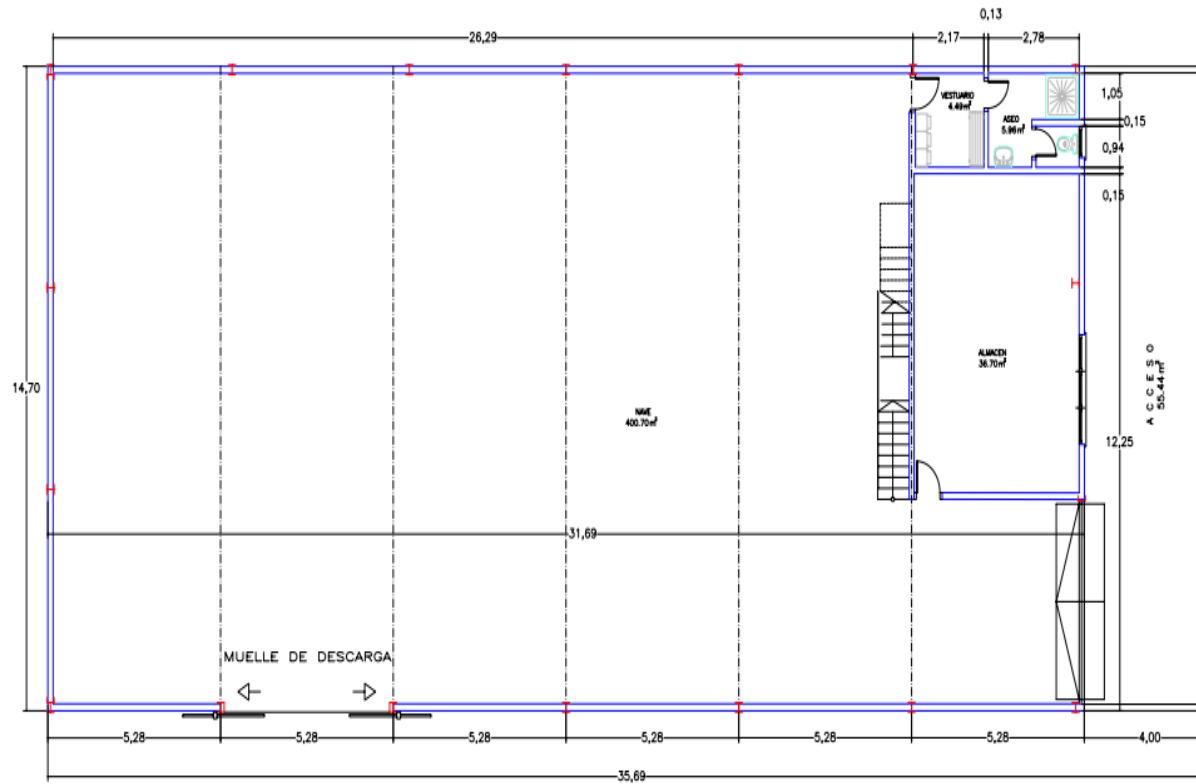 0,13
26,29
2,17
2,78
VESTUARIO
4.49m²
1,05
ASEO
5.96m²
0,15
0,94
0,15
14,70
ALMACEN
36.70m²
ACCESO
55.44m²
NAVE
400.70m²
12,25
31,69
MUELLE DE DESCARGA
5,28
5,28
5,28
5,28
5,28
5,28
4,00
35,69